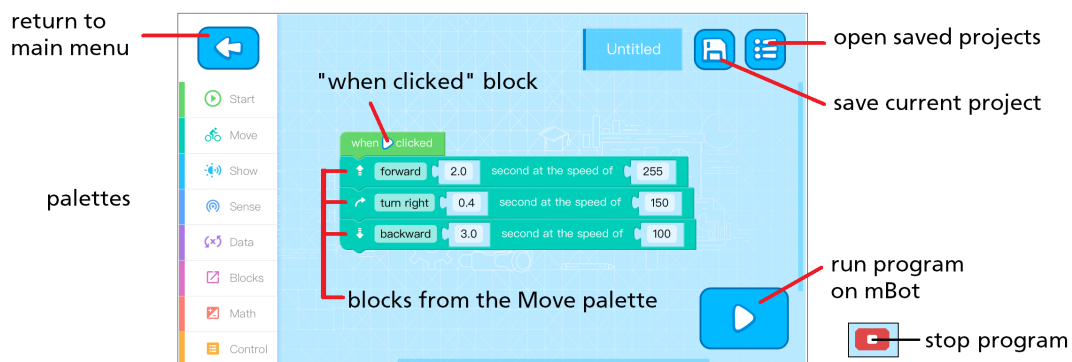 return to
main menu
Untitled
open saved projects
save current project
"when clicked" block
palettes
Start
Move
Show
Sense
Data
Blocks
Math
Control
when clicked
forward 2.0 second at the speed of 255
turn right 0.4 second at the speed of 150
backward 3.0 second at the speed of 100
blocks from the Move palette
run program
on mBot
stop program